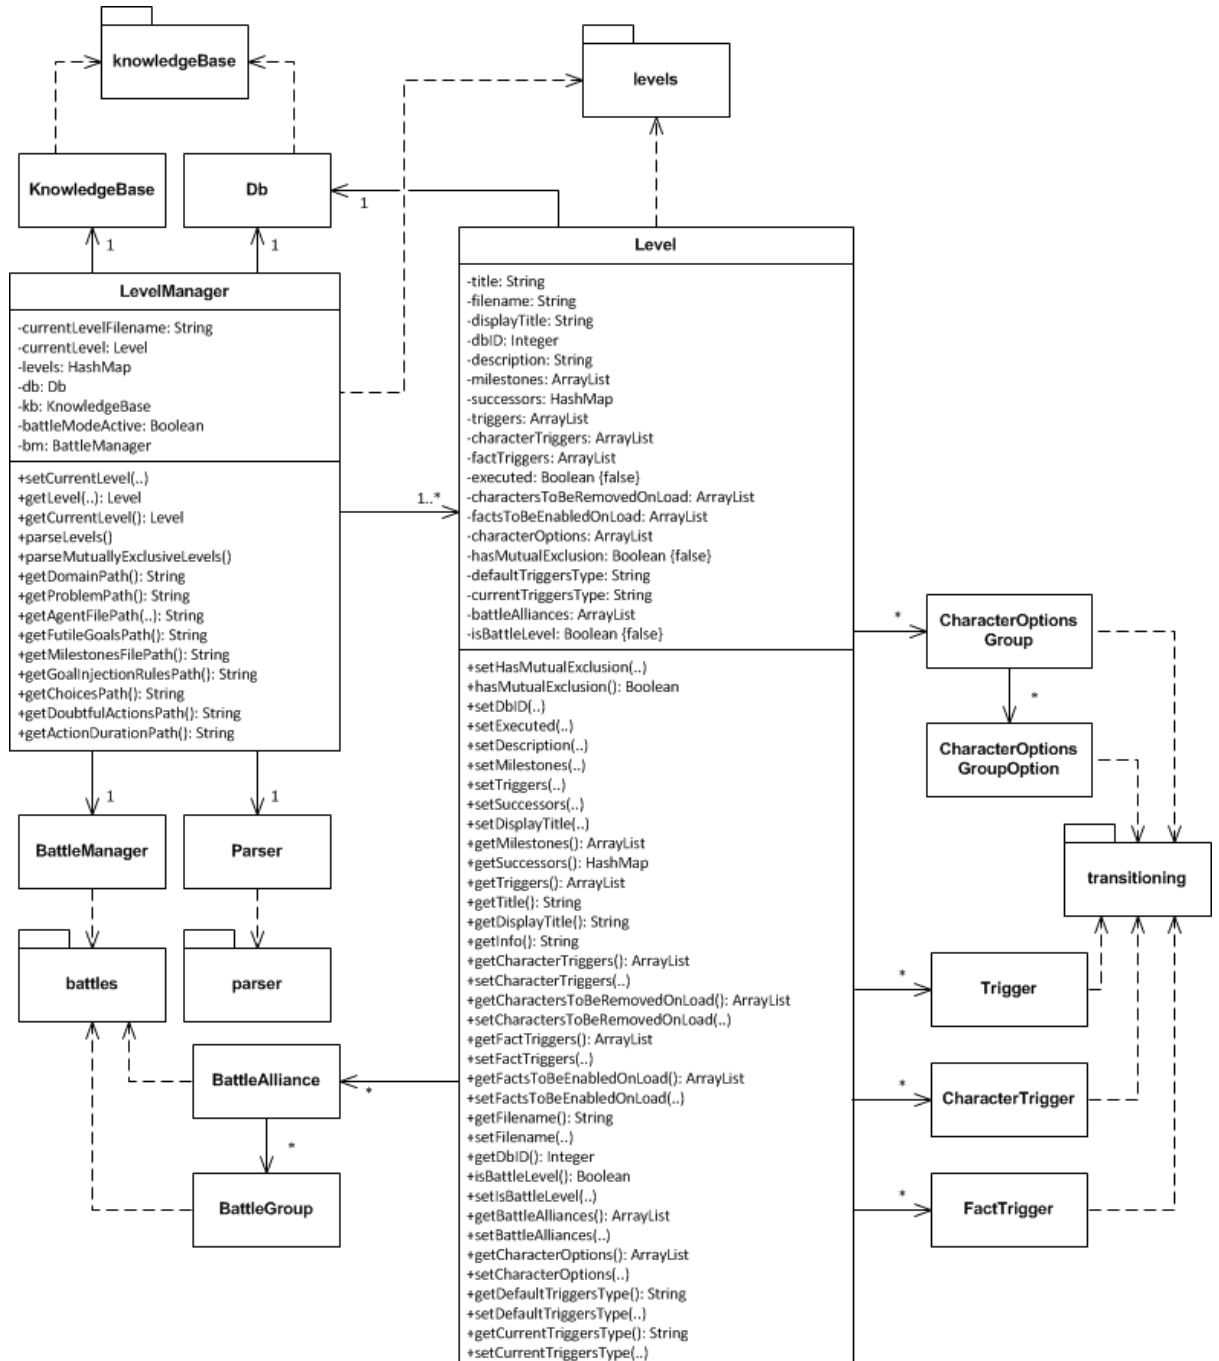 knowledgeBase
levels
KnowledgeBase
Db
1
1
1
LevelManager
-currentLevelFilename: String
-currentLevel: Level
-levels: HashMap
-db: Db
-kb: KnowledgeBase
-battleModeActive: Boolean
-bm: BattleManager
+setCurrentLevel(..)
+getLevel(..): Level
+getCurrentLevel(): Level
+parseLevels()
+parseMutuallyExclusiveLevels()
+getDomainPath(): String
+getProblemPath(): String
+getAgentFilePath(..): String
+getFutileGoalsPath(): String
+getMilestonesFilePath(): String
+getGoalInjectionRulesPath(): String
+getChoicesPath(): String
+getDoubtfulActionsPath(): String
+getActionDurationPath(): String
1..*
1
1
BattleManager
Parser
battles
parser
BattleAlliance
*
*
BattleGroup
Level
-title: String
-filename: String
-displayTitle: String
-dbID: Integer
-description: String
-milestones: ArrayList
-successors: HashMap
-triggers: ArrayList
-characterTriggers: ArrayList
-factTriggers: ArrayList
-executed: Boolean {false}
-charactersToBeRemovedOnLoad: ArrayList
-factsToBeEnabledOnLoad: ArrayList
-characterOptions: ArrayList
-hasMutualExclusion: Boolean {false}
-defaultTriggersType: String
-currentTriggersType: String
-battleAlliances: ArrayList
-isBattleLevel: Boolean {false}
+setHasMutualExclusion(..)
+hasMutualExclusion(): Boolean
+setDbID(..)
+setExecuted(..)
+setDescription(..)
+setMilestones(..)
+setTriggers(..)
+setSuccessors(..)
+setDisplayTitle(..)
+getMilestones(): ArrayList
+getSuccessors(): HashMap
+getTriggers(): ArrayList
+getTitle(): String
+getDisplayTitle(): String
+getInfo(): String
+getCharacterTriggers(): ArrayList
+setCharacterTriggers(..)
+getCharactersToBeRemovedOnLoad(): ArrayList
+setCharactersToBeRemovedOnLoad(..)
+getFactTriggers(): ArrayList
+setFactTriggers(..)
+getFactsToBeEnabledOnLoad(): ArrayList
+setFactsToBeEnabledOnLoad(..)
+getFilename(): String
+setFilename(..)
+getDbID(): Integer
+isBattleLevel(): Boolean
+setIsBattleLevel(..)
+getBattleAlliances(): ArrayList
+setBattleAlliances(..)
+getCharacterOptions(): ArrayList
+setCharacterOptions(..)
+getDefaultTriggersType(): String
+setDefaultTriggersType(..)
+getCurrentTriggersType(): String
+setCurrentTriggersType(..)
*
CharacterOptions
Group
*
CharacterOptions
GroupOption
transitioning
*
Trigger
*
CharacterTrigger
*
FactTrigger